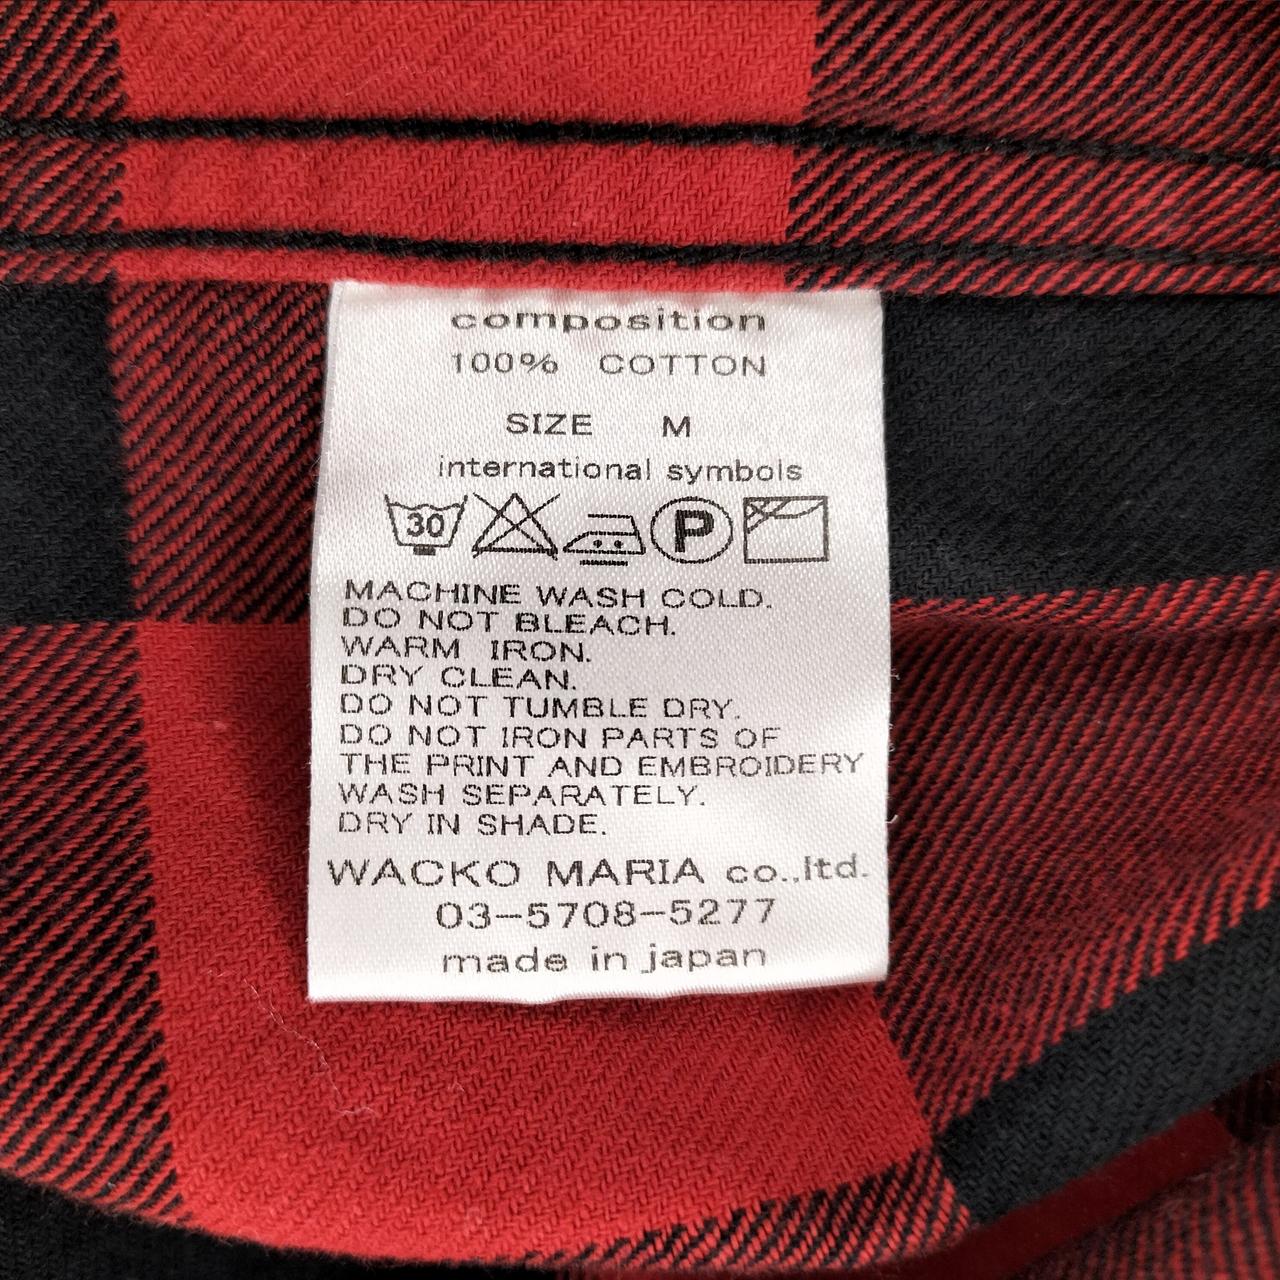 composition
100% COTTON
SIZE M
international symbols
30 P
MACHINE WASH COLD.
DO NOT BLEACH.
WARM IRON.
DRY CLEAN.
DO NOT TUMBLE DRY.
DO NOT IRON PARTS OF
THE PRINT AND EMBROIDERY
WASH SEPARATELY.
DRY IN SHADE.
WACKO MARIA co.,ltd.
03-5708-5277
made in japan